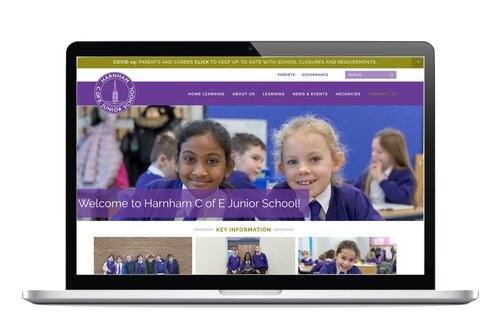 COVID-19: PARENTS AND CARERS CLICK TO KEEP UP-TO-DATE WITH SCHOOL CLOSURES AND REQUIREMENTS.
PARENTS GOVERNANCE SEARCH
HARNHAM
C OF E JUNIOR SCHOOL
HOME LEARNING ABOUT US LEARNING NEWS & EVENTS VACANCIES CONTACT US
Welcome to Harnham C of E Junior School!
KEY INFORMATION